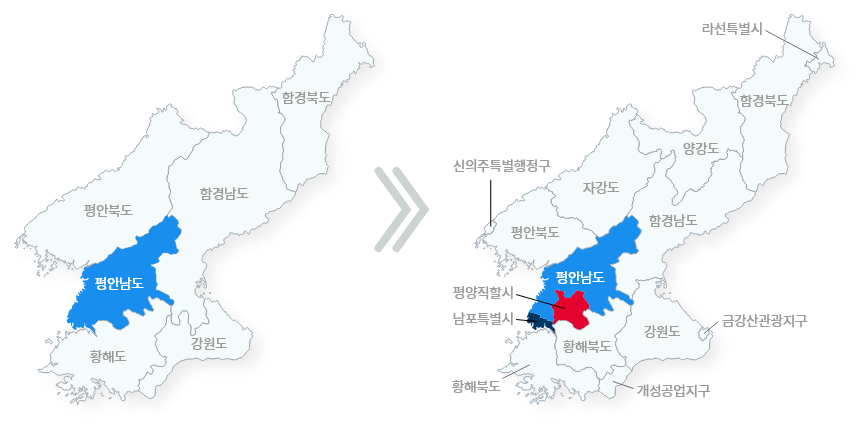 함경북도
함경남도
평안북도
평안남도
황해도
강원도
라선특별시
함경북도
양강도
신의주특별행정구
자강도
함경남도
평안북도
평안남도
평양직할시
남포특별시
금강산관광지구
강원도
황해북도
황해북도
개성공업지구